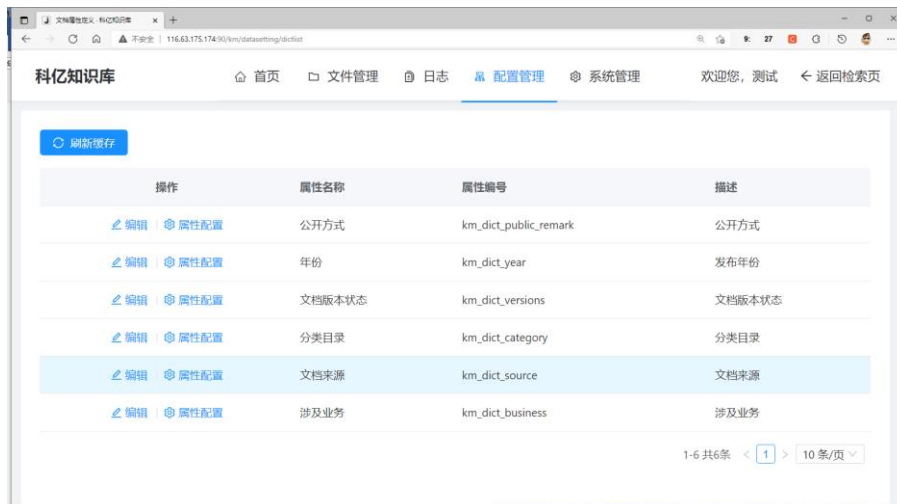 文档属性定义 · 科亿知识库
不安全 | 116.63.175.174:90/km/datasetting/dictlist
27
科亿知识库 首页 文件管理 日志 配置管理 系统管理 欢迎您，测试 返回检索页
刷新缓存
操作 属性名称 属性编号 描述
编辑 属性配置 公开方式 km_dict_public_remark 公开方式
编辑 属性配置 年份 km_dict_year 发布年份
编辑 属性配置 文档版本状态 km_dict_versions 文档版本状态
编辑 属性配置 分类目录 km_dict_category 分类目录
编辑 属性配置 文档来源 km_dict_source 文档来源
编辑 属性配置 涉及业务 km_dict_business 涉及业务
1-6 共6条 < 1 > 10 条/页